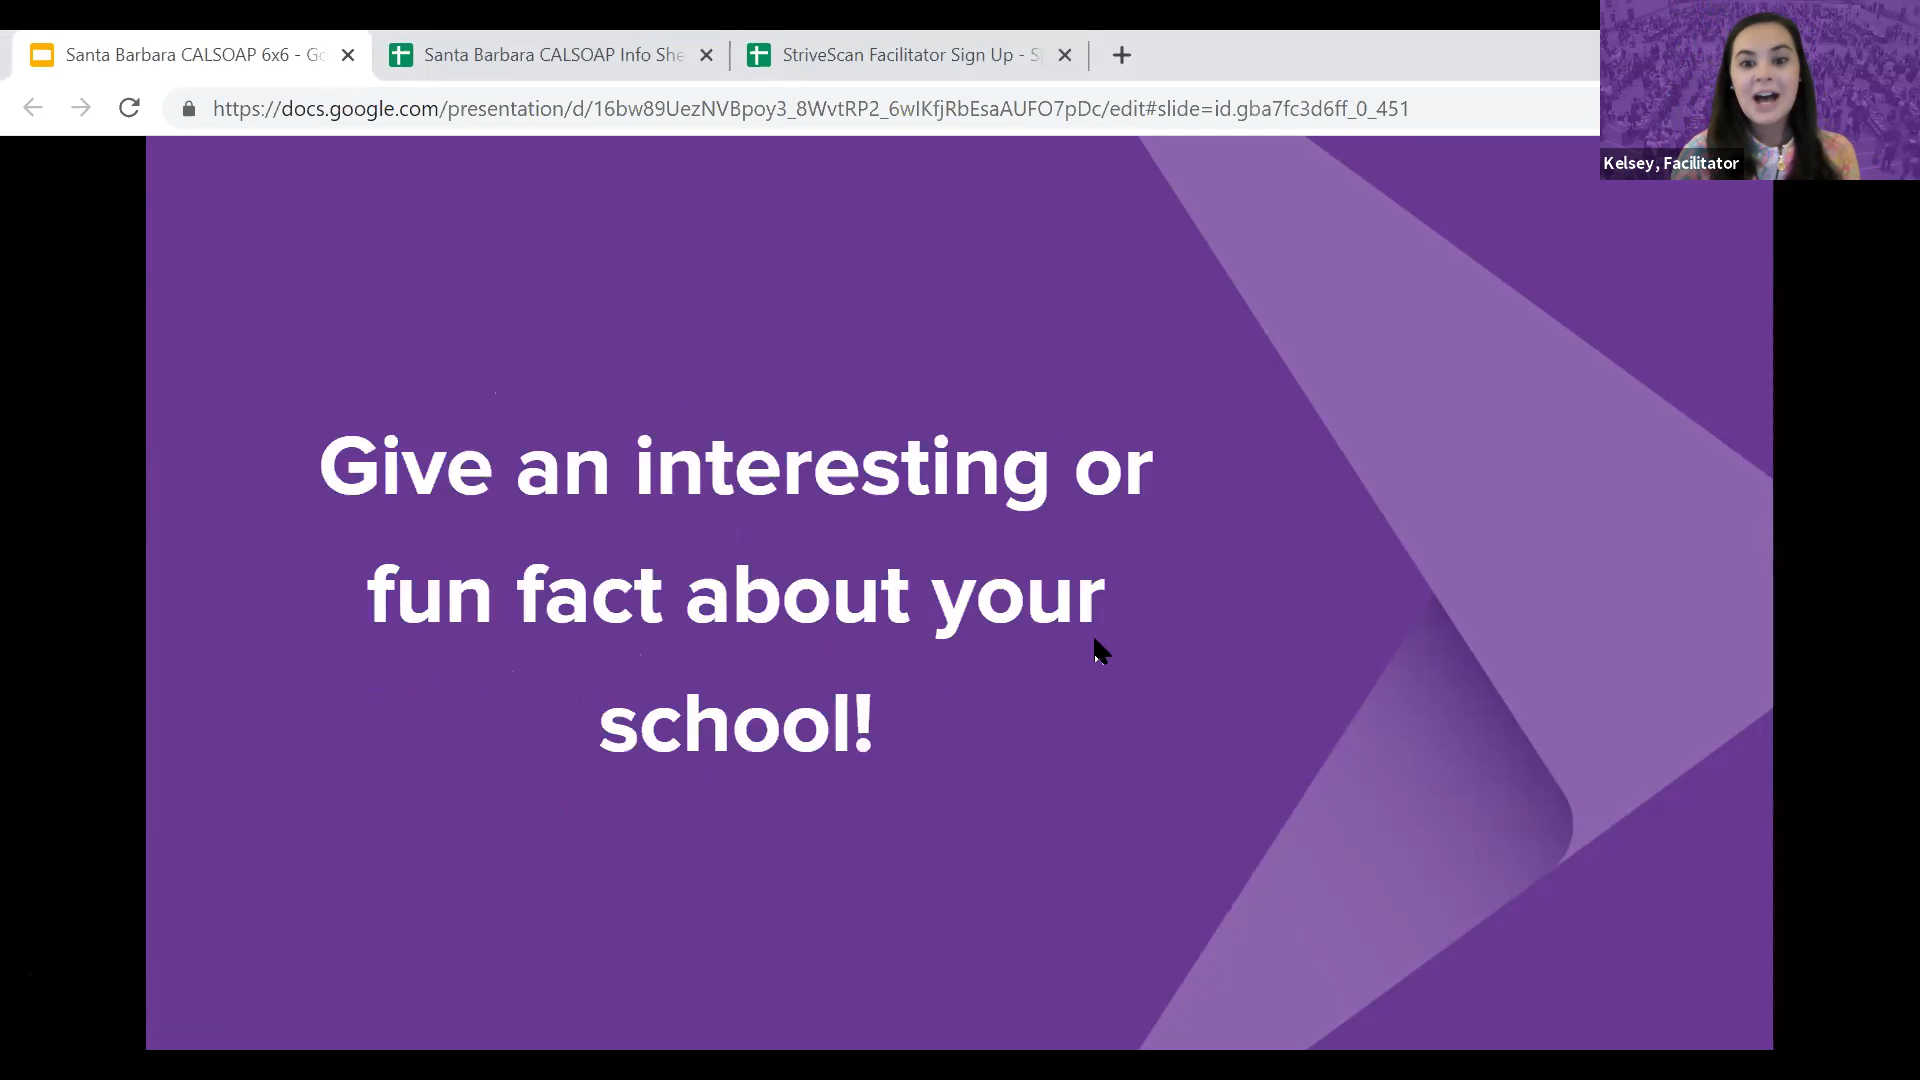 Santa Barbara CALSOAP 6x6 - Go
Santa Barbara CALSOAP Info She
StriveScan Facilitator Sign Up - S
https://docs.google.com/presentation/d/16bw89UezNVBpoy3_8WvtRP2_6wIKfjRbEsaAUFO7pDc/edit#slide=id.gba7fc3d6ff_0_451
Kelsey, Facilitator
Give an interesting or
fun fact about your
school!